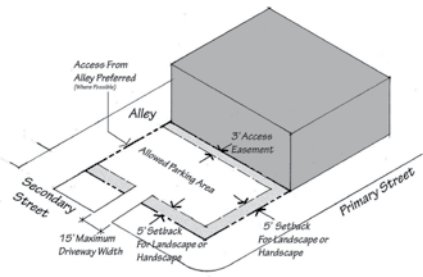 Access From
Alley Preferred
(Where Possible)
Alley
3' Access
Easement
Allowed Parking Area
Secondary
Street
Primary Street
15' Maximum
Driveway Width
5' Setback
For Landscape or
Hardscape
5' Setback
For Landscape or
Hardscape